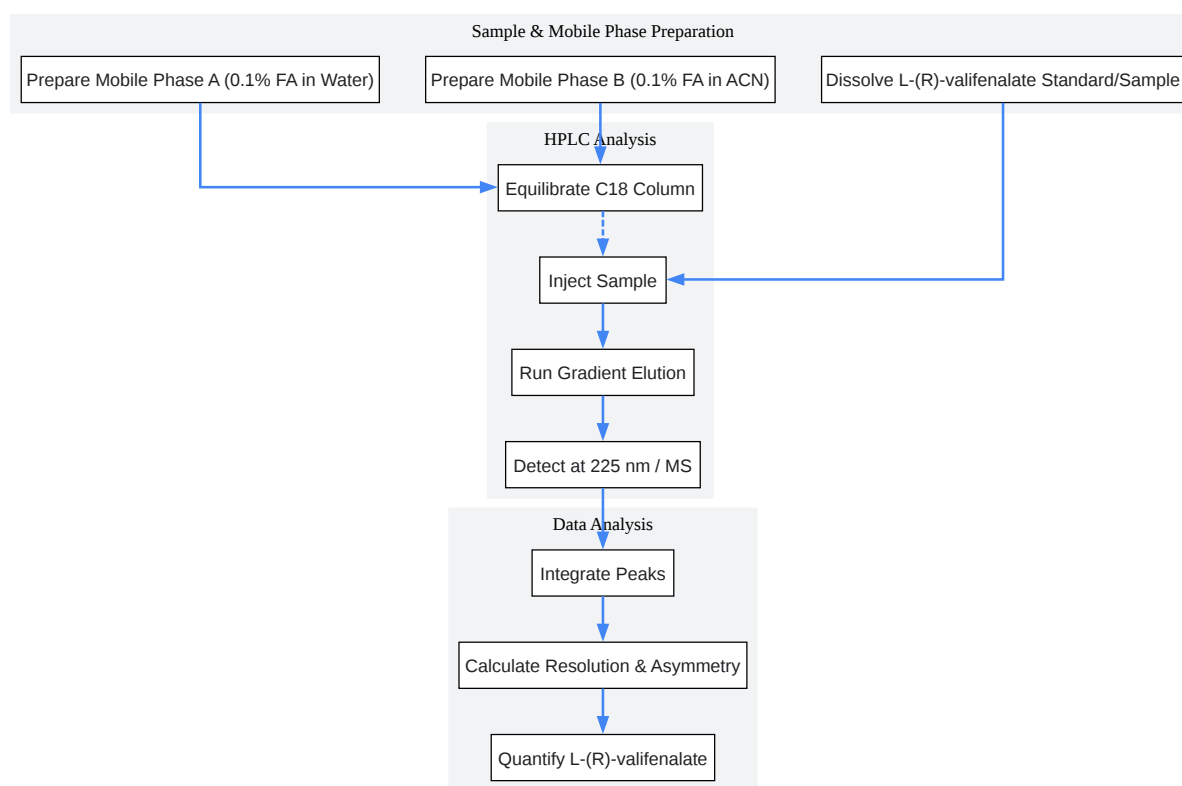 Sample & Mobile Phase Preparation
Prepare Mobile Phase A (0.1% FA in Water)
Prepare Mobile Phase B (0.1% FA in ACN)
Dissolve L-(R)-valifenalate Standard/Sample
HPLC Analysis
Equilibrate C18 Column
Inject Sample
Run Gradient Elution
Detect at 225 nm / MS
Data Analysis
Integrate Peaks
Calculate Resolution & Asymmetry
Quantify L-(R)-valifenalate